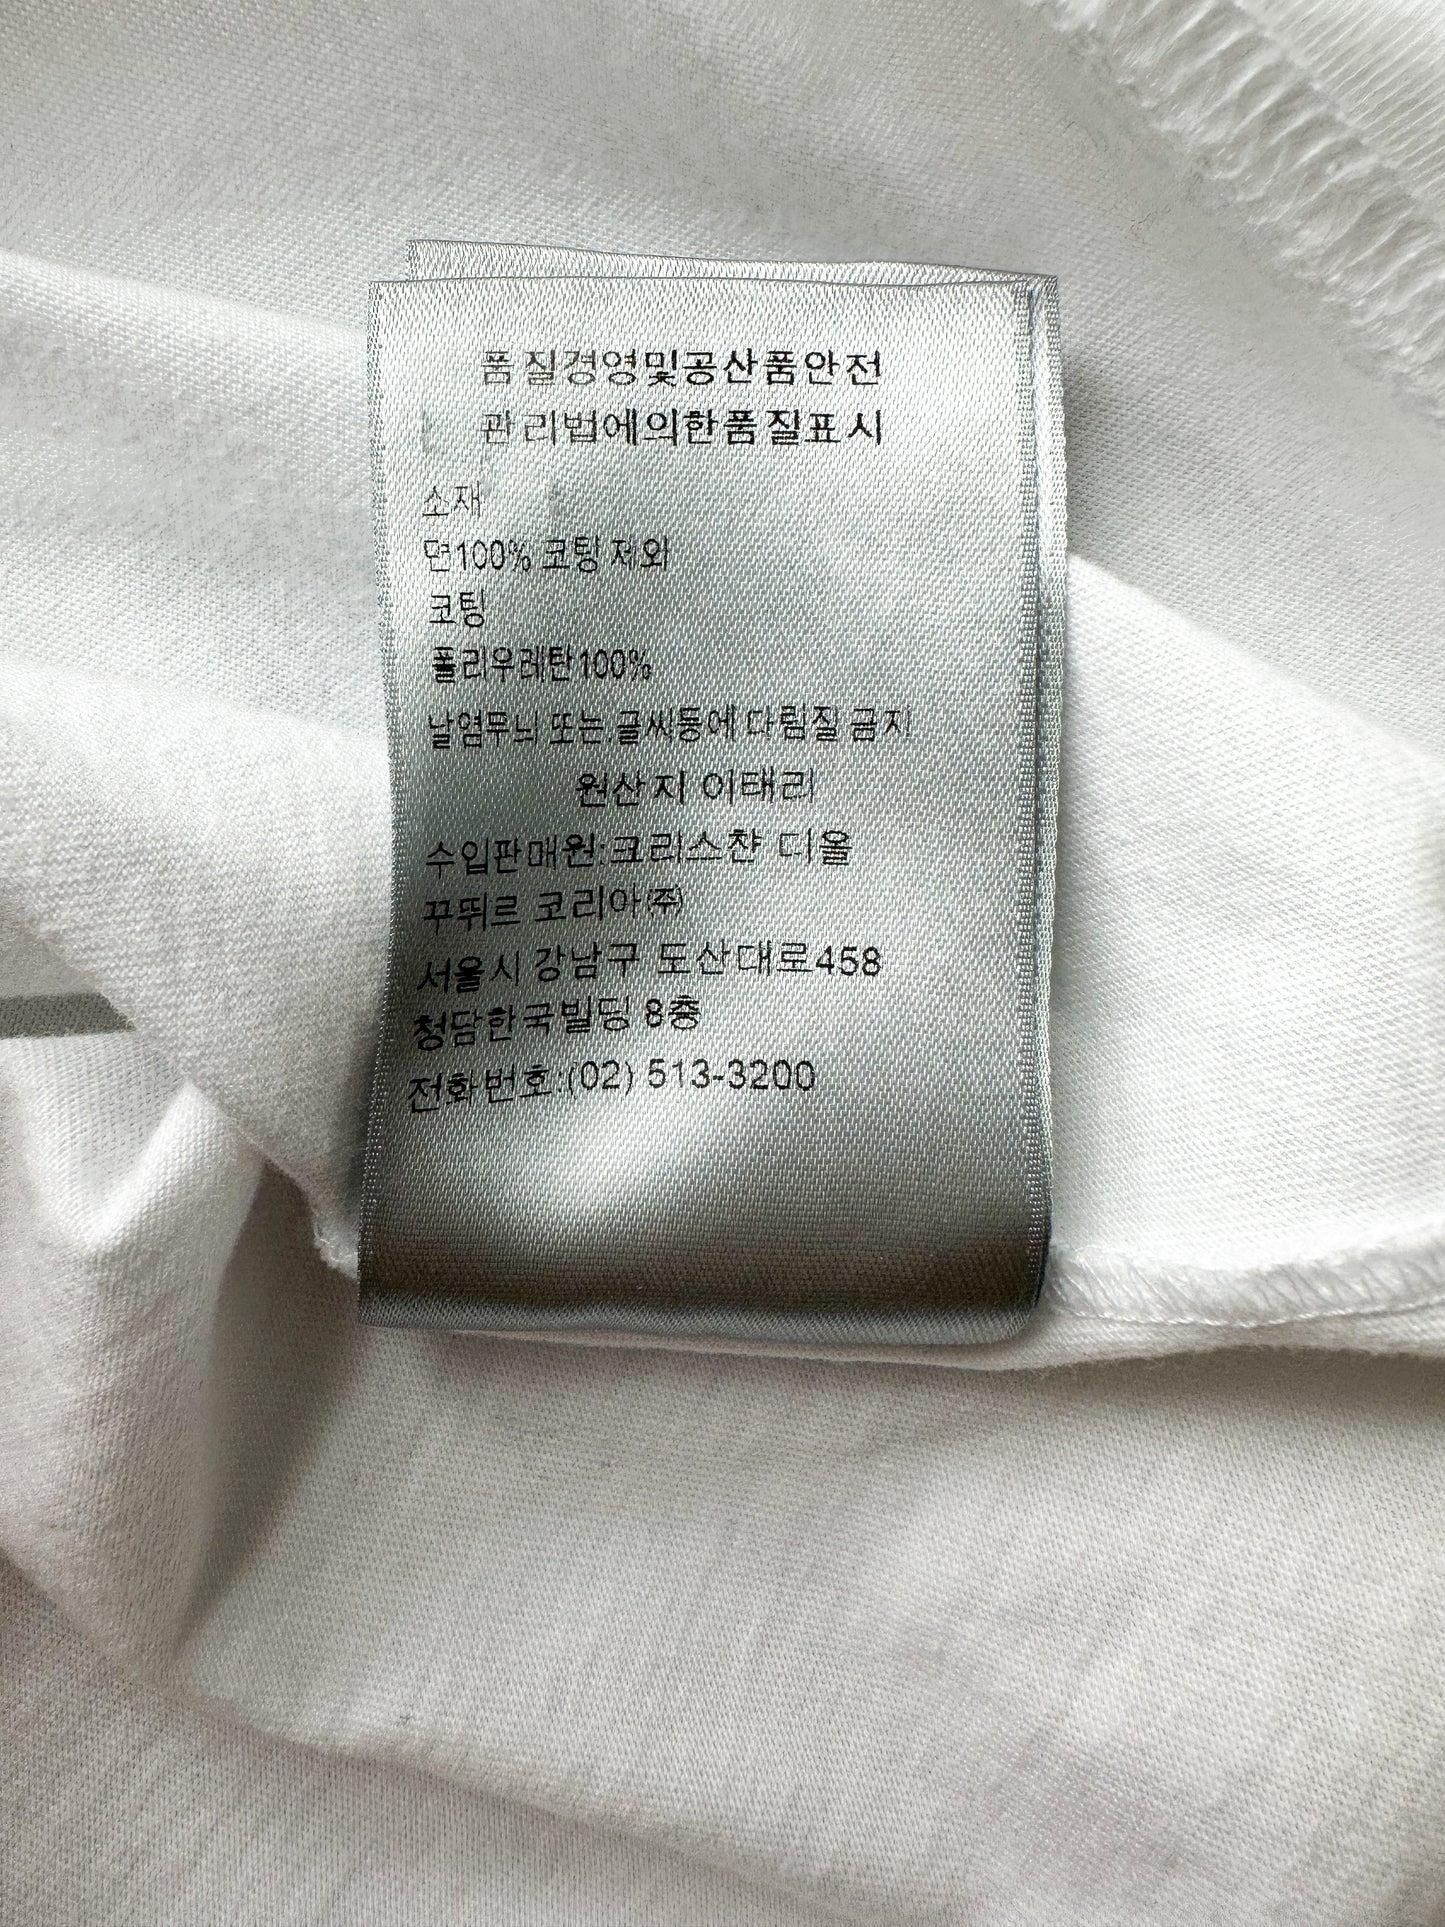 품질경영및공산품안전
관리법에의한품질표시
소재
면100% 코팅 제외
코팅
폴리우레탄100%
날염무늬 또는 글씨등에 다림질 금지
원산지 이태리
수입판매원:크리스챤 디올
꾸뛰르 코리아(주)
서울시 강남구 도산대로458
청담한국빌딩 8층
전화번호:(02) 513-3200